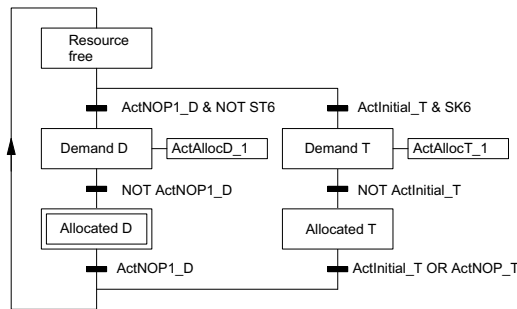 Resource
free
ActNOP1_D & NOT ST6
ActInitial_T & SK6
Demand D
ActAllocD_1
Demand T
ActAllocT_1
NOT ActNOP1_D
NOT ActInitial_T
Allocated D
Allocated T
ActNOP1_D
ActInitial_T OR ActNOP_T